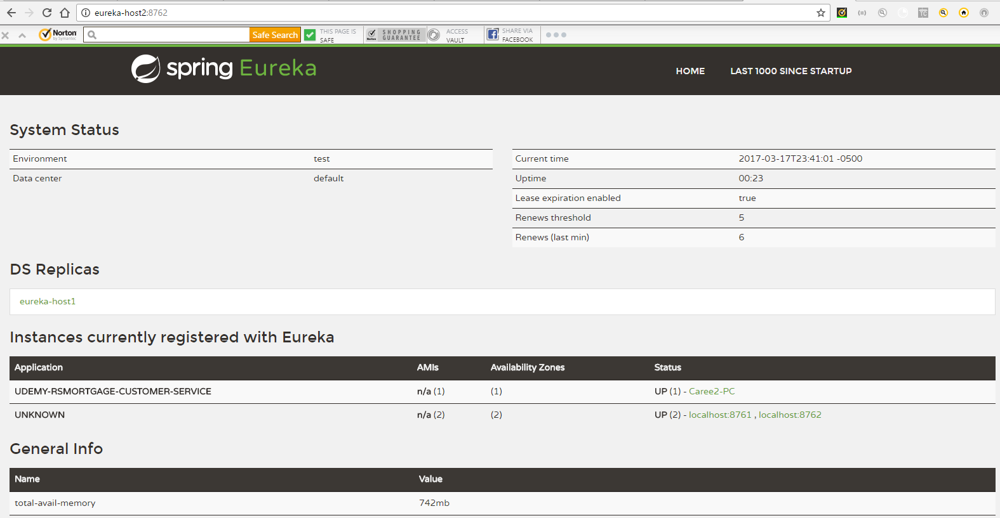 eureka-host2:8762
Norton
by Symantec
Safe Search
THIS PAGE IS
SAFE
Norton
SHOPPING
GUARANTEE
ACCESS
VAULT
SHARE VIA
FACEBOOK
TC
spring Eureka
HOME LAST 1000 SINCE STARTUP
System Status
Environment test
Data center default
Current time 2017-03-17T23:41:01 -0500
Uptime 00:23
Lease expiration enabled true
Renews threshold 5
Renews (last min) 6
DS Replicas
eureka-host1
Instances currently registered with Eureka
Application AMIs Availability Zones Status
UDEMY-RSMORTGAGE-CUSTOMER-SERVICE n/a (1) (1) UP (1) - Caree2-PC
UNKNOWN n/a (2) (2) UP (2) - localhost:8761 , localhost:8762
General Info
Name Value
total-avail-memory 742mb